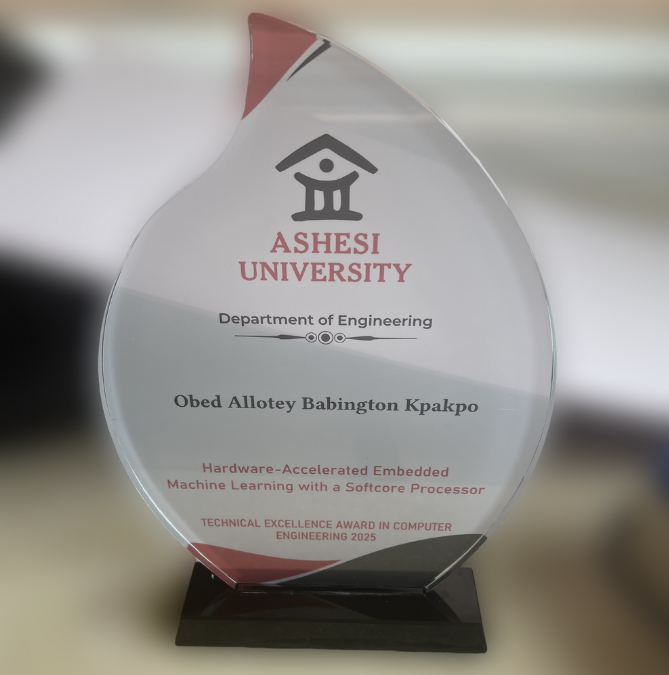 ASHESI
UNIVERSITY
Department of Engineering
Obed Allotey Babington Kpakpo
Hardware-Accelerated Embedded
Machine Learning with a Softcore Processor
TECHNICAL EXCELLENCE AWARD IN COMPUTER
ENGINEERING 2025